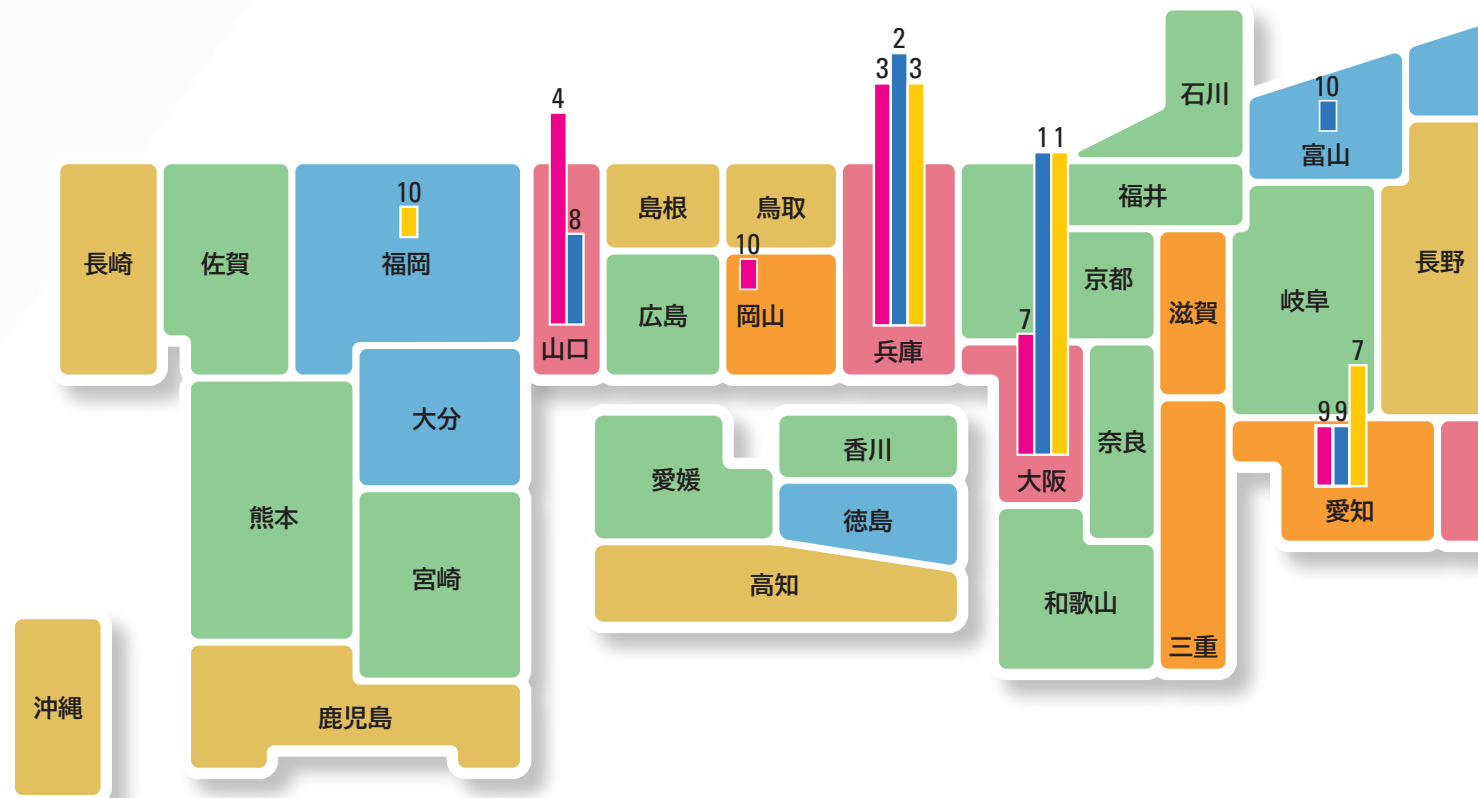 2
3 3
石川
10
富山
4
1 1
10
8
長崎
佐賀
福岡
山口
島根
鳥取
10
広島
岡山
兵庫
福井
京都
7
滋賀
岐阜
長野
大分
7
9 9
愛媛
香川
大阪
奈良
愛知
徳島
熊本
宮崎
高知
和歌山
三重
沖縄
鹿児島